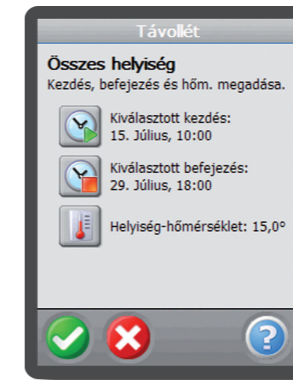 Távollét
Összes helyiség
Kezdés, befejezés és hőm. megadása.
Kiválasztott kezdés:
15. Július, 10:00
Kiválasztott befejezés:
29. Július, 18:00
Helyiség-hőmérséklet: 15,0°
?